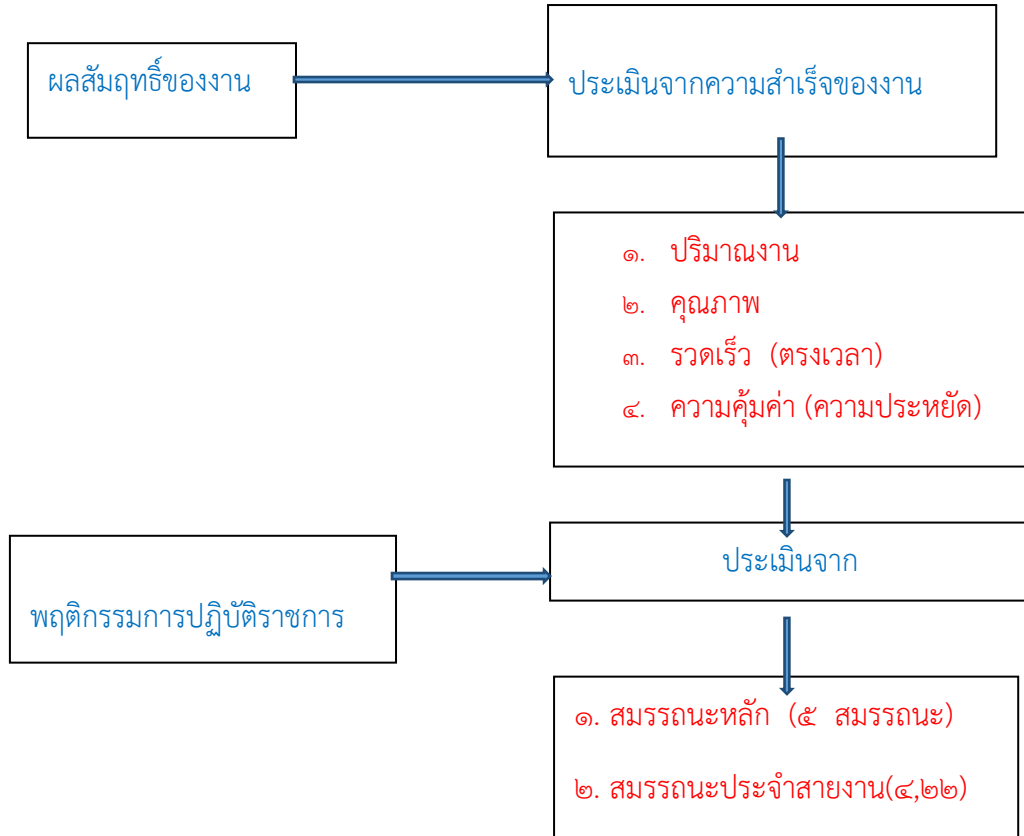 ผลสัมฤทธิ์ของงาน
ประเมินจากความสำเร็จของงาน
๑. ปริมาณงาน
๒. คุณภาพ
๓. รวดเร็ว (ตรงเวลา)
๔. ความคุ้มค่า (ความประหยัด)
ประเมินจาก
พฤติกรรมการปฏิบัติราชการ
๑. สมรรถนะหลัก (๕ สมรรถนะ)
๒. สมรรถนะประจำสายงาน(๔,๒๒)